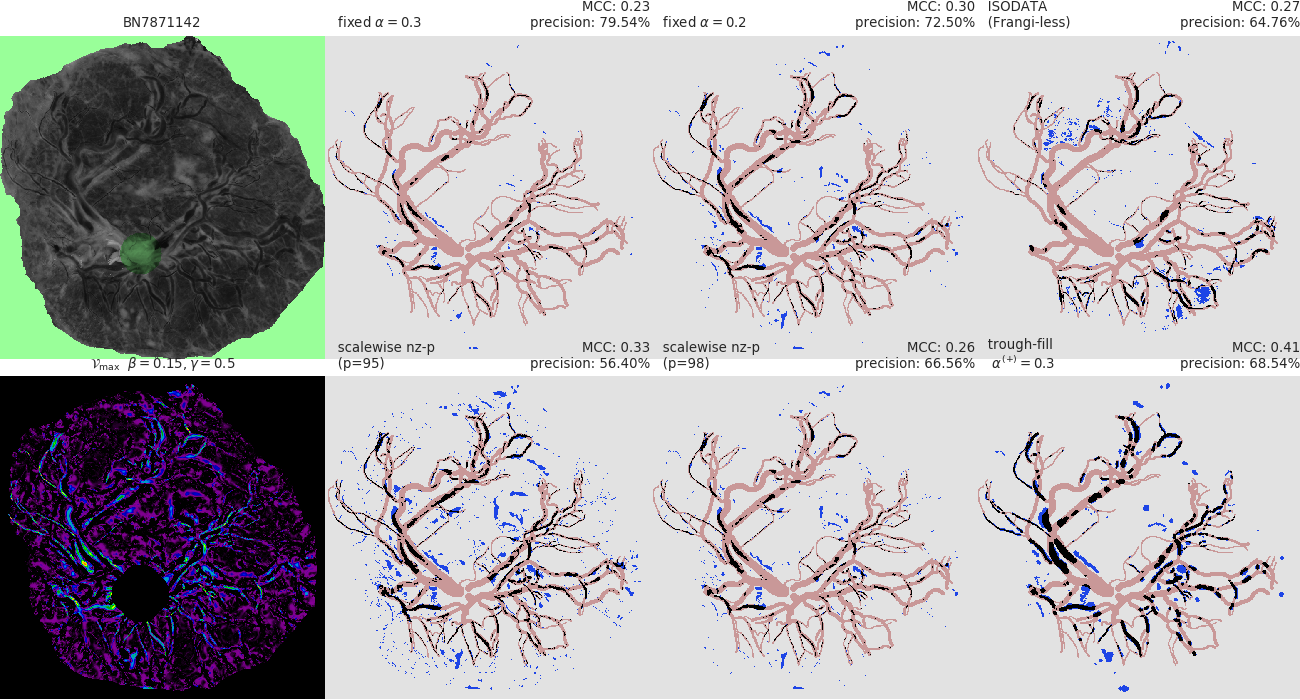 BN7871142
fixed α = 0.3
MCC: 0.23
precision: 79.54%
fixed α = 0.2
MCC: 0.30
precision: 72.50%
ISODATA
(Frangi-less)
MCC: 0.27
precision: 64.76%
𝒱max β = 0.15, γ = 0.5
scalewise nz-p
(p=95)
MCC: 0.33
precision: 56.40%
scalewise nz-p
(p=98)
MCC: 0.26
precision: 66.56%
trough-fill
α(+) = 0.3
MCC: 0.41
precision: 68.54%